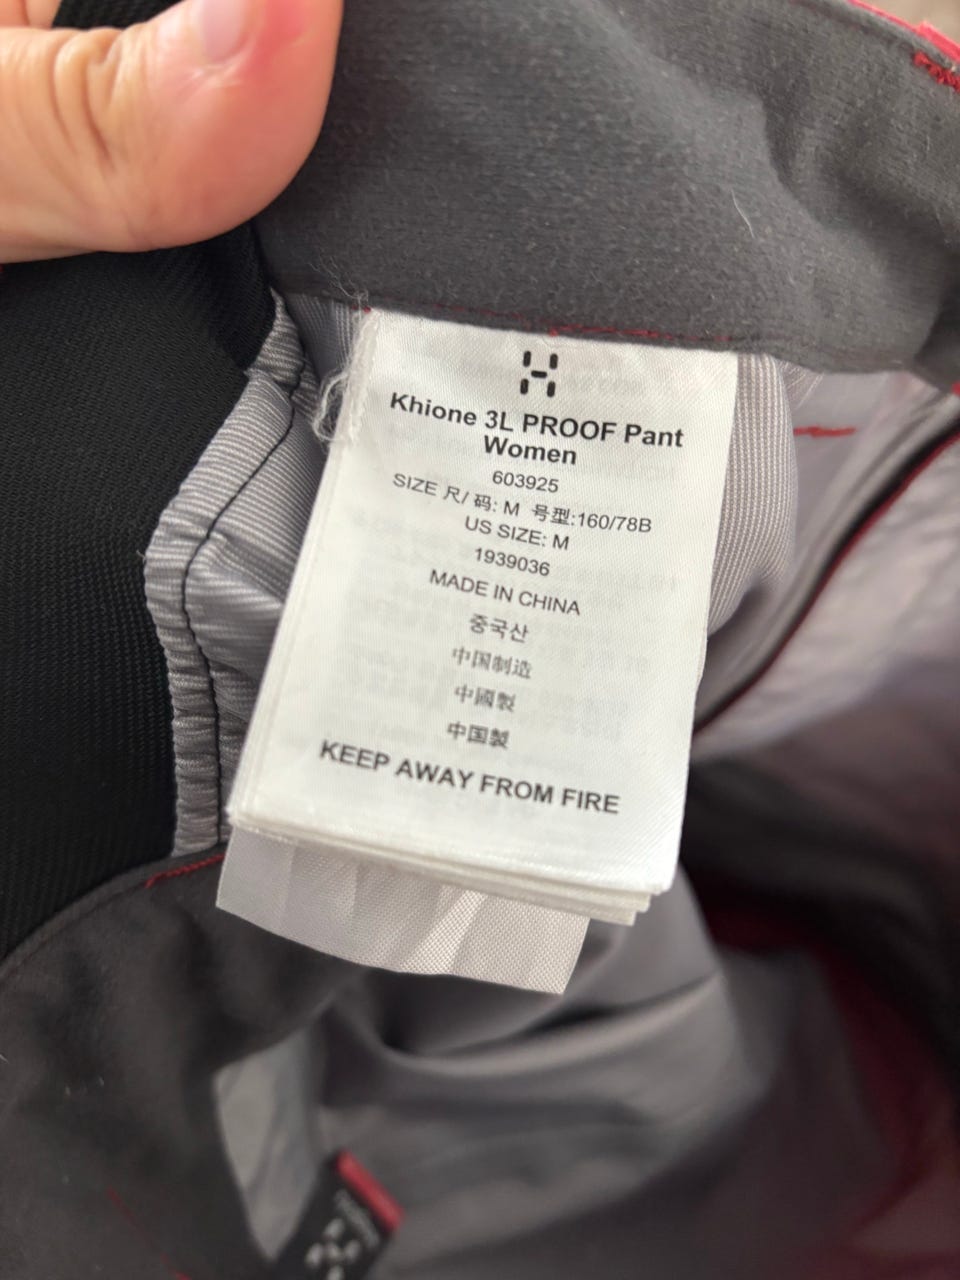 Khione 3L PROOF Pant
Women
603925
SIZE 尺/ 码: M 号型:160/78B
US SIZE: M
1939036
MADE IN CHINA
중국산
中国制造
中國製
中国製
KEEP AWAY FROM FIRE